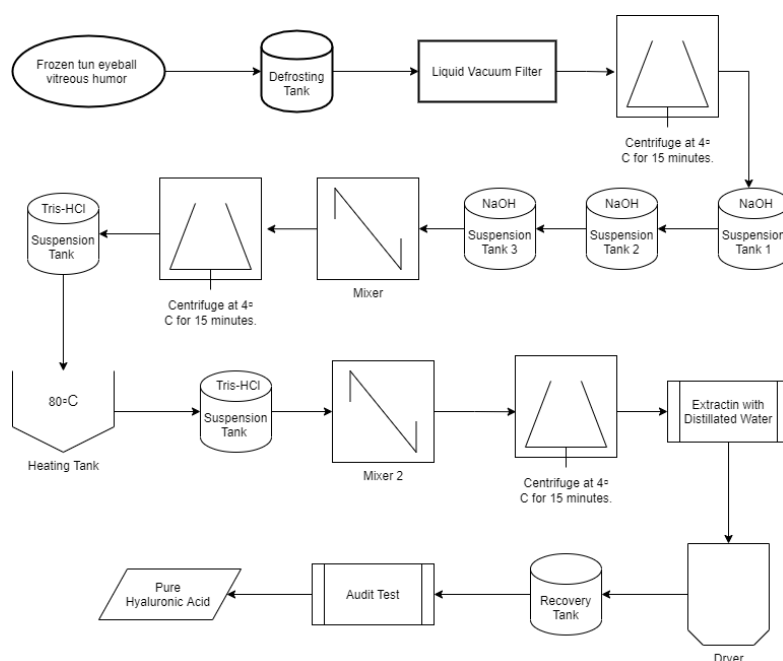 Frozen tun eyeball
vitreous humor
Defrosting
Tank
Liquid Vacuum Filter
Centrifuge at 4°
C for 15 minutes.
Tris-HCl
Suspension
Tank
Centrifuge at 4°
C for 15 minutes.
Mixer
NaOH
Suspension
Tank 3
NaOH
Suspension
Tank 2
NaOH
Suspension
Tank 1
80°C
Heating Tank
Tris-HCl
Suspension
Tank
Mixer 2
Centrifuge at 4°
C for 15 minutes.
Extractin with
Distillated Water
Pure
Hyaluronic Acid
Audit Test
Recovery
Tank
Dryer